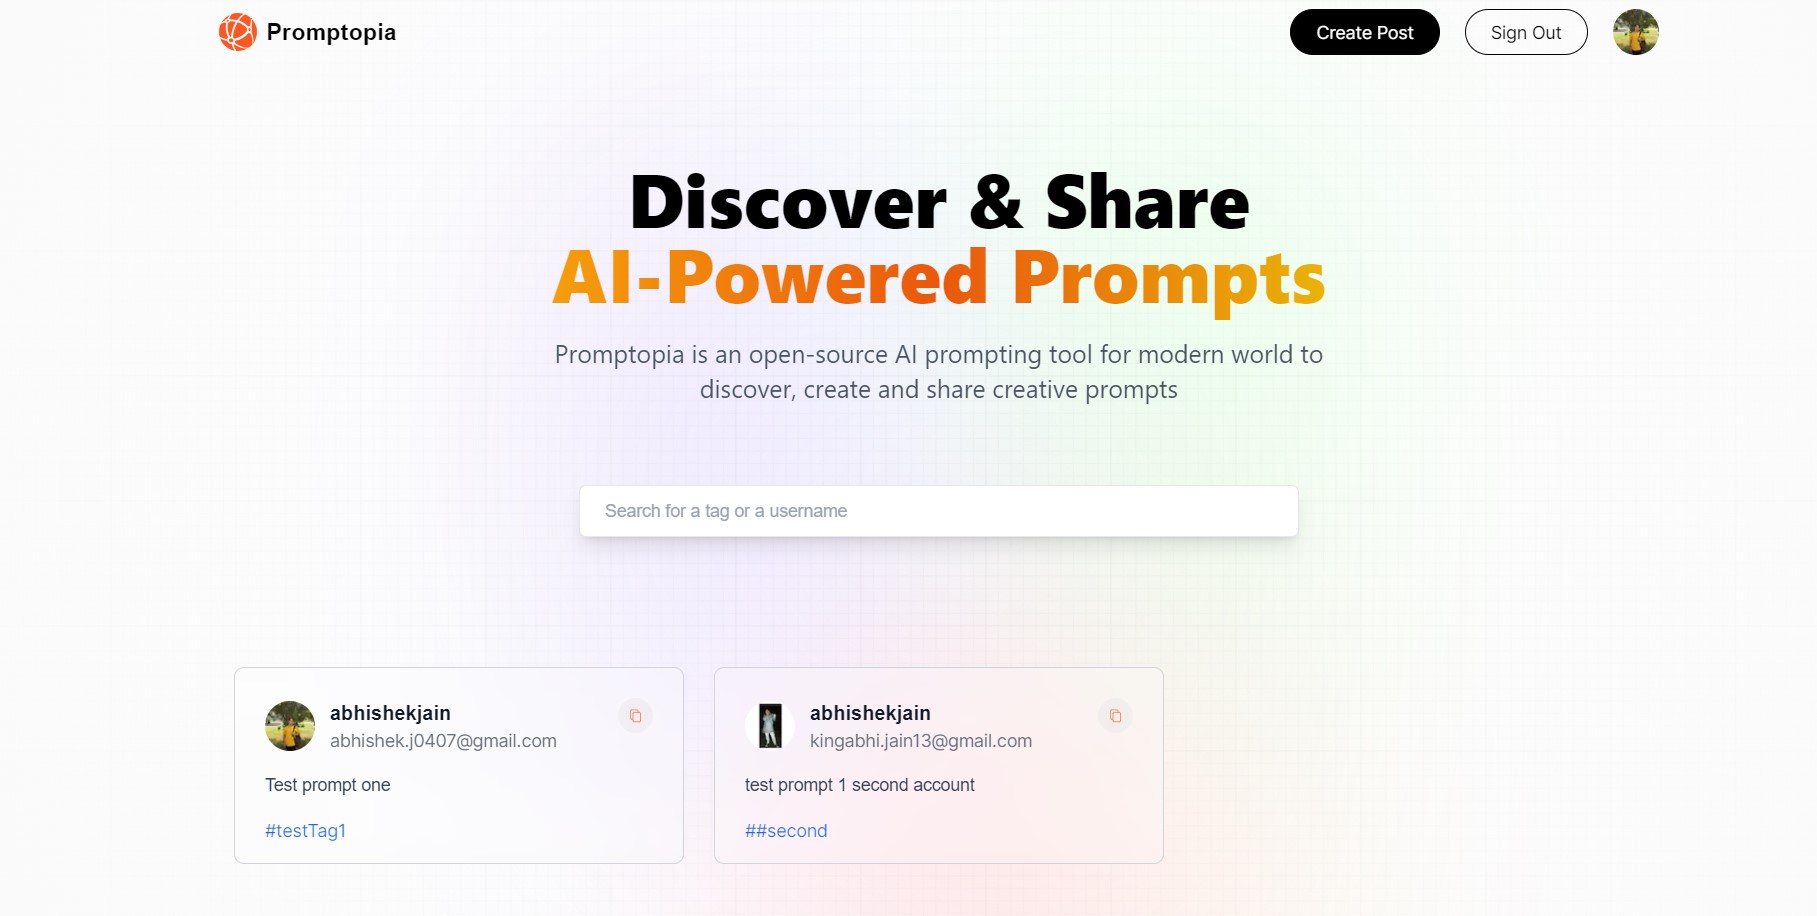 Promptopia
Create Post
Sign Out
Discover & Share
AI-Powered Prompts
Promptopia is an open-source AI prompting tool for modern world to
discover, create and share creative prompts
Search for a tag or a username
abhishekjain
abhishek.j0407@gmail.com
Test prompt one
#testTag1
abhishekjain
kingabhi.jain13@gmail.com
test prompt 1 second account
##second